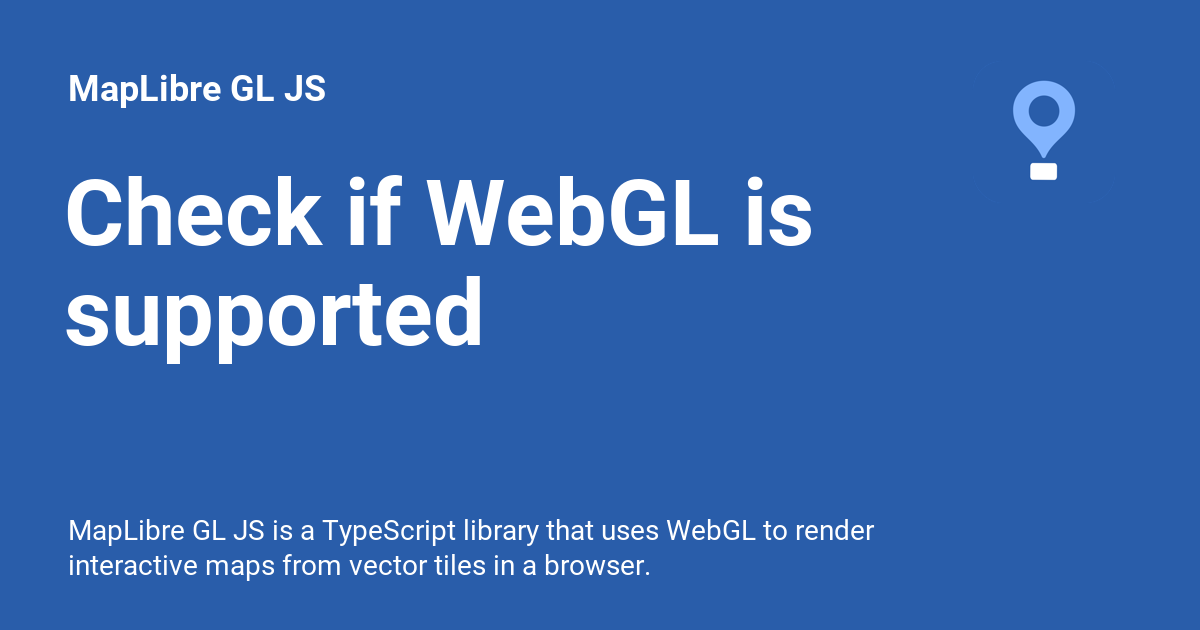 MapLibre GL JS
Check if WebGL is
supported
MapLibre GL JS is a TypeScript library that uses WebGL to render
interactive maps from vector tiles in a browser.